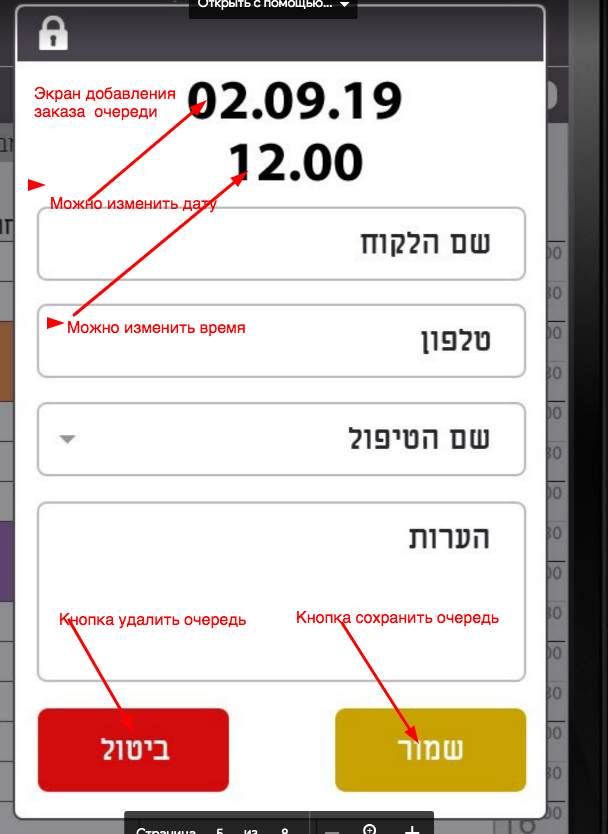 Открыть с помощью...
Экран добавления
заказа очереди
02.09.19
12.00
Можно изменить дату
שם הלקוח
Можно изменить время
טלפון
שם הטיפול
הערות
Кнопка удалить очередь
Кнопка сохранить очередь
ביטול
שמור
Страница 5 из 8